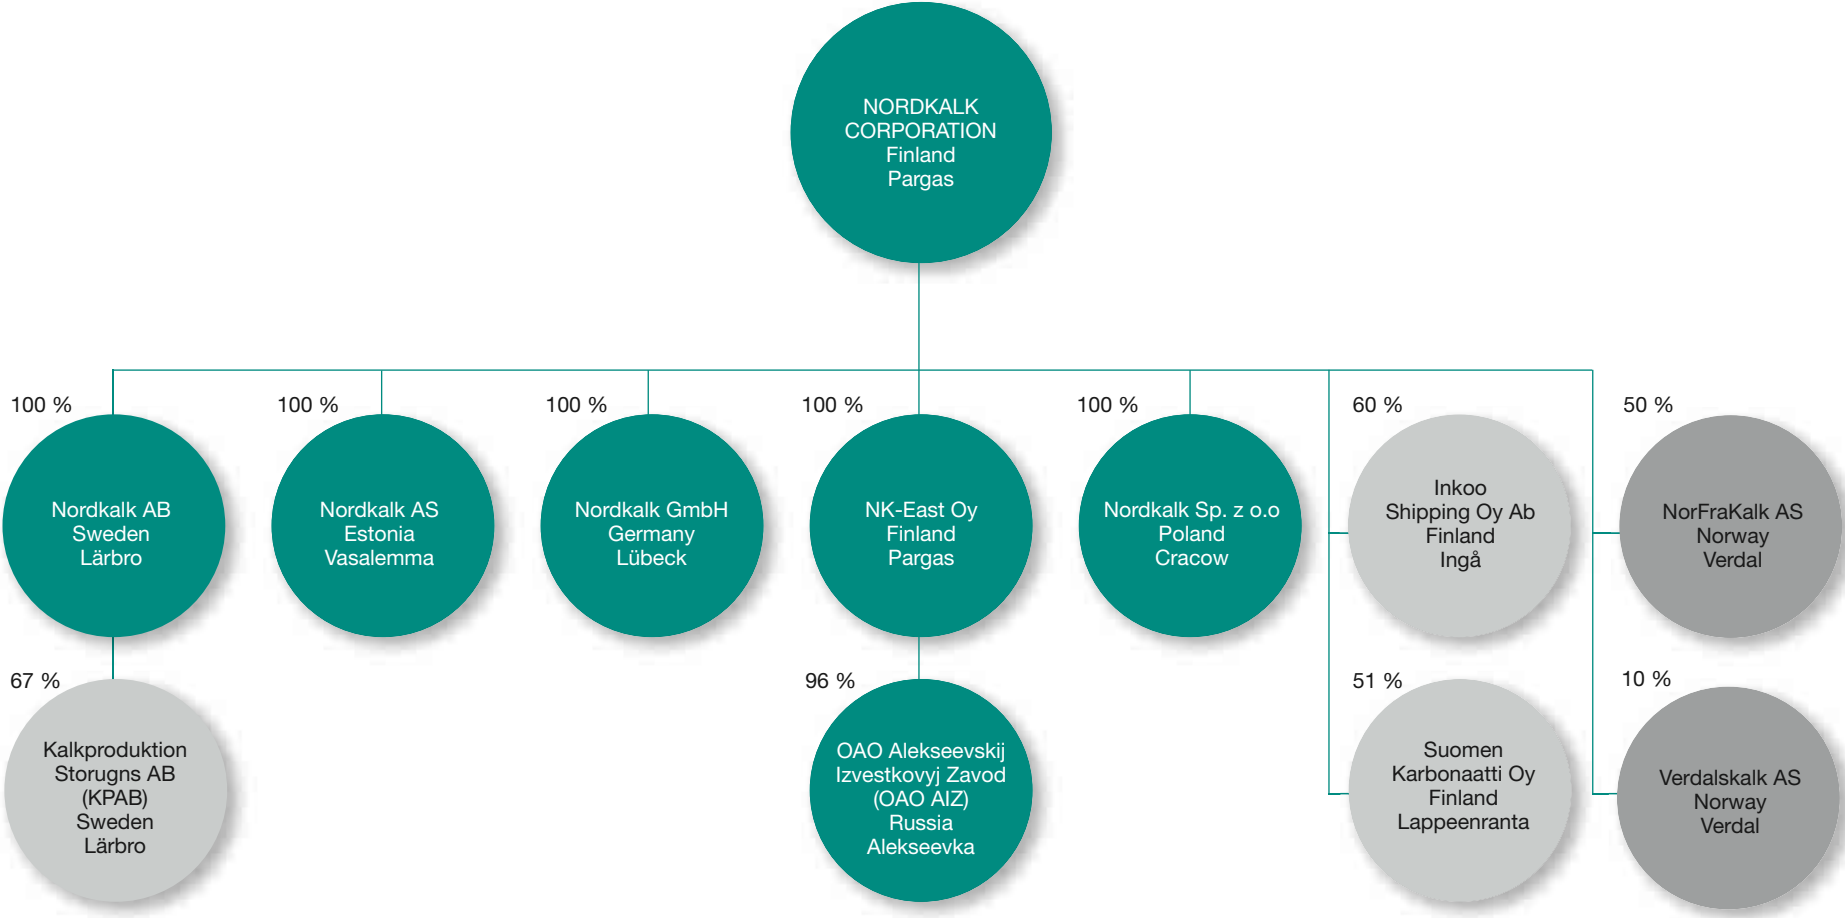 NORDKALK
CORPORATION
Finland
Pargas
100 %
Nordkalk AB
Sweden
Lärbro
100 %
Nordkalk AS
Estonia
Vasalemma
100 %
Nordkalk GmbH
Germany
Lübeck
100 %
NK-East Oy
Finland
Pargas
100 %
Nordkalk Sp. z o.o
Poland
Cracow
60 %
Inkoo
Shipping Oy Ab
Finland
Ingå
50 %
NorFraKalk AS
Norway
Verdal
67 %
Kalkproduktion
Storugns AB
(KPAB)
Sweden
Lärbro
96 %
OAO Alekseevskij
Izvestkovyj Zavod
(OAO AIZ)
Russia
Alekseevka
51 %
Suomen
Karbonaatti Oy
Finland
Lappeenranta
10 %
Verdalskalk AS
Norway
Verdal